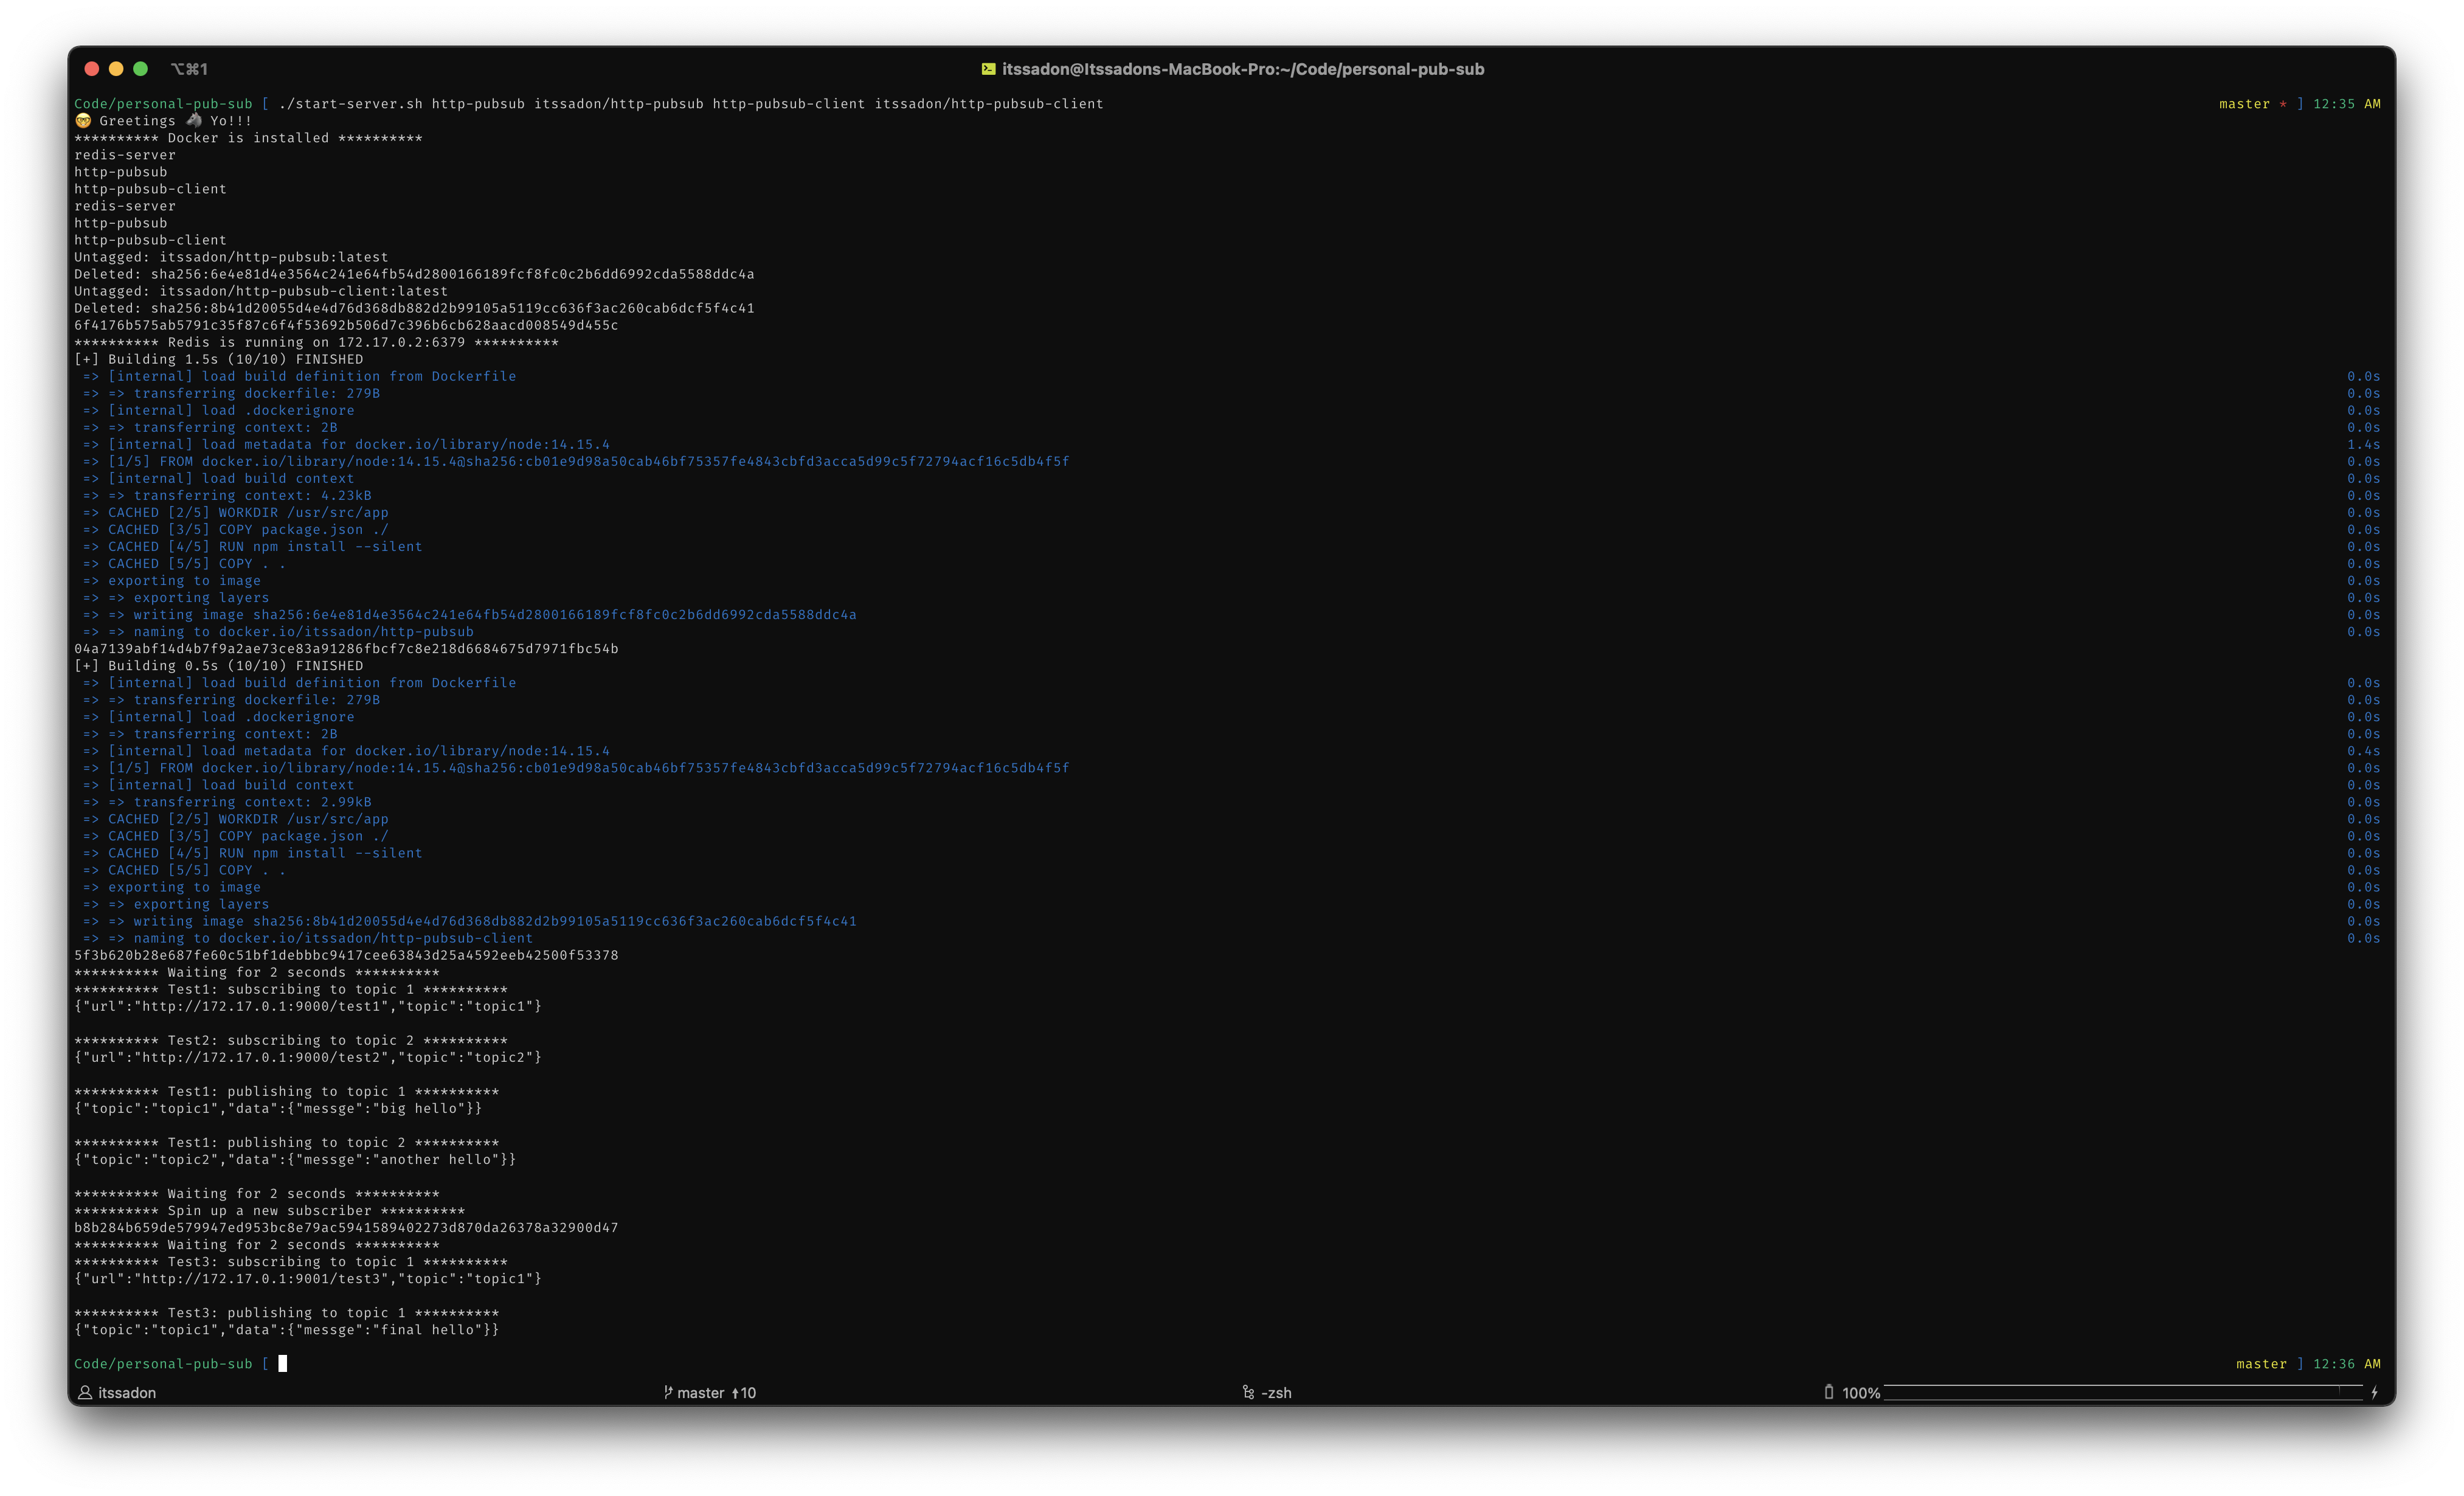 ⌥⌘1
itssadon@Itssadons-MacBook-Pro:~/Code/personal-pub-sub
Code/personal-pub-sub [ ./start-server.sh http-pubsub itssadon/http-pubsub http-pubsub-client itssadon/http-pubsub-client master * ] 12:35 AM
🤓 Greetings 🐴 Yo!!!
********** Docker is installed **********
redis-server
http-pubsub
http-pubsub-client
redis-server
http-pubsub
http-pubsub-client
Untagged: itssadon/http-pubsub:latest
Deleted: sha256:6e4e81d4e3564c241e64fb54d2800166189fcf8fc0c2b6dd6992cda5588ddc4a
Untagged: itssadon/http-pubsub-client:latest
Deleted: sha256:8b41d20055d4e4d76d368db882d2b99105a5119cc636f3ac260cab6dcf5f4c41
6f4176b575ab5791c35f87c6f4f53692b506d7c396b6cb628aacd008549d455c
********** Redis is running on 172.17.0.2:6379 **********
[+] Building 1.5s (10/10) FINISHED
=> [internal] load build definition from Dockerfile 0.0s
=> => transferring dockerfile: 279B 0.0s
=> [internal] load .dockerignore 0.0s
=> => transferring context: 2B 0.0s
=> [internal] load metadata for docker.io/library/node:14.15.4 1.4s
=> [1/5] FROM docker.io/library/node:14.15.4@sha256:cb01e9d98a50cab46bf75357fe4843cbfd3acca5d99c5f72794acf16c5db4f5f 0.0s
=> [internal] load build context 0.0s
=> => transferring context: 4.23kB 0.0s
=> CACHED [2/5] WORKDIR /usr/src/app 0.0s
=> CACHED [3/5] COPY package.json ./ 0.0s
=> CACHED [4/5] RUN npm install --silent 0.0s
=> CACHED [5/5] COPY . . 0.0s
=> exporting to image 0.0s
=> => exporting layers 0.0s
=> => writing image sha256:6e4e81d4e3564c241e64fb54d2800166189fcf8fc0c2b6dd6992cda5588ddc4a 0.0s
=> => naming to docker.io/itssadon/http-pubsub 0.0s
04a7139abf14d4b7f9a2ae73ce83a91286fbcf7c8e218d6684675d7971fbc54b
[+] Building 0.5s (10/10) FINISHED
=> [internal] load build definition from Dockerfile 0.0s
=> => transferring dockerfile: 279B 0.0s
=> [internal] load .dockerignore 0.0s
=> => transferring context: 2B 0.0s
=> [internal] load metadata for docker.io/library/node:14.15.4 0.4s
=> [1/5] FROM docker.io/library/node:14.15.4@sha256:cb01e9d98a50cab46bf75357fe4843cbfd3acca5d99c5f72794acf16c5db4f5f 0.0s
=> [internal] load build context 0.0s
=> => transferring context: 2.99kB 0.0s
=> CACHED [2/5] WORKDIR /usr/src/app 0.0s
=> CACHED [3/5] COPY package.json ./ 0.0s
=> CACHED [4/5] RUN npm install --silent 0.0s
=> CACHED [5/5] COPY . . 0.0s
=> exporting to image 0.0s
=> => exporting layers 0.0s
=> => writing image sha256:8b41d20055d4e4d76d368db882d2b99105a5119cc636f3ac260cab6dcf5f4c41 0.0s
=> => naming to docker.io/itssadon/http-pubsub-client 0.0s
5f3b620b28e687fe60c51bf1debbbc9417cee63843d25a4592eeb42500f53378
********** Waiting for 2 seconds **********
********** Test1: subscribing to topic 1 **********
{"url":"http://172.17.0.1:9000/test1","topic":"topic1"}
********** Test2: subscribing to topic 2 **********
{"url":"http://172.17.0.1:9000/test2","topic":"topic2"}
********** Test1: publishing to topic 1 **********
{"topic":"topic1","data":{"messge":"big hello"}}
********** Test1: publishing to topic 2 **********
{"topic":"topic2","data":{"messge":"another hello"}}
********** Waiting for 2 seconds **********
********** Spin up a new subscriber **********
b8b284b659de579947ed953bc8e79ac5941589402273d870da26378a32900d47
********** Waiting for 2 seconds **********
********** Test3: subscribing to topic 1 **********
{"url":"http://172.17.0.1:9001/test3","topic":"topic1"}
********** Test3: publishing to topic 1 **********
{"topic":"topic1","data":{"messge":"final hello"}}
Code/personal-pub-sub [ master ] 12:36 AM
itssadon master ↑10 -zsh 100%